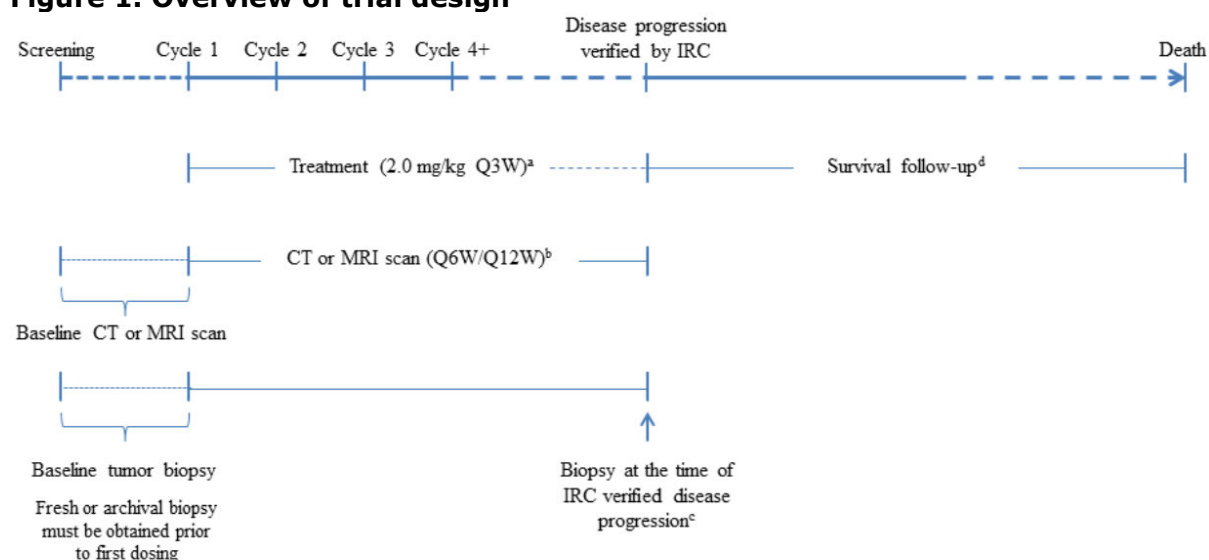 Figure 1: Overview of trial design
Disease progression
verified by IRC
Screening
Cycle 1
Cycle 2
Cycle 3
Cycle 4+
Death
Treatment (2.0 mg/kg Q3W)ᵃ
Survival follow-upᵈ
CT or MRI scan (Q6W/Q12W)ᵇ
Baseline CT or MRI scan
Baseline tumor biopsy
Fresh or archival biopsy
must be obtained prior
to first dosing
Biopsy at the time of
IRC verified disease
progressionᶜ